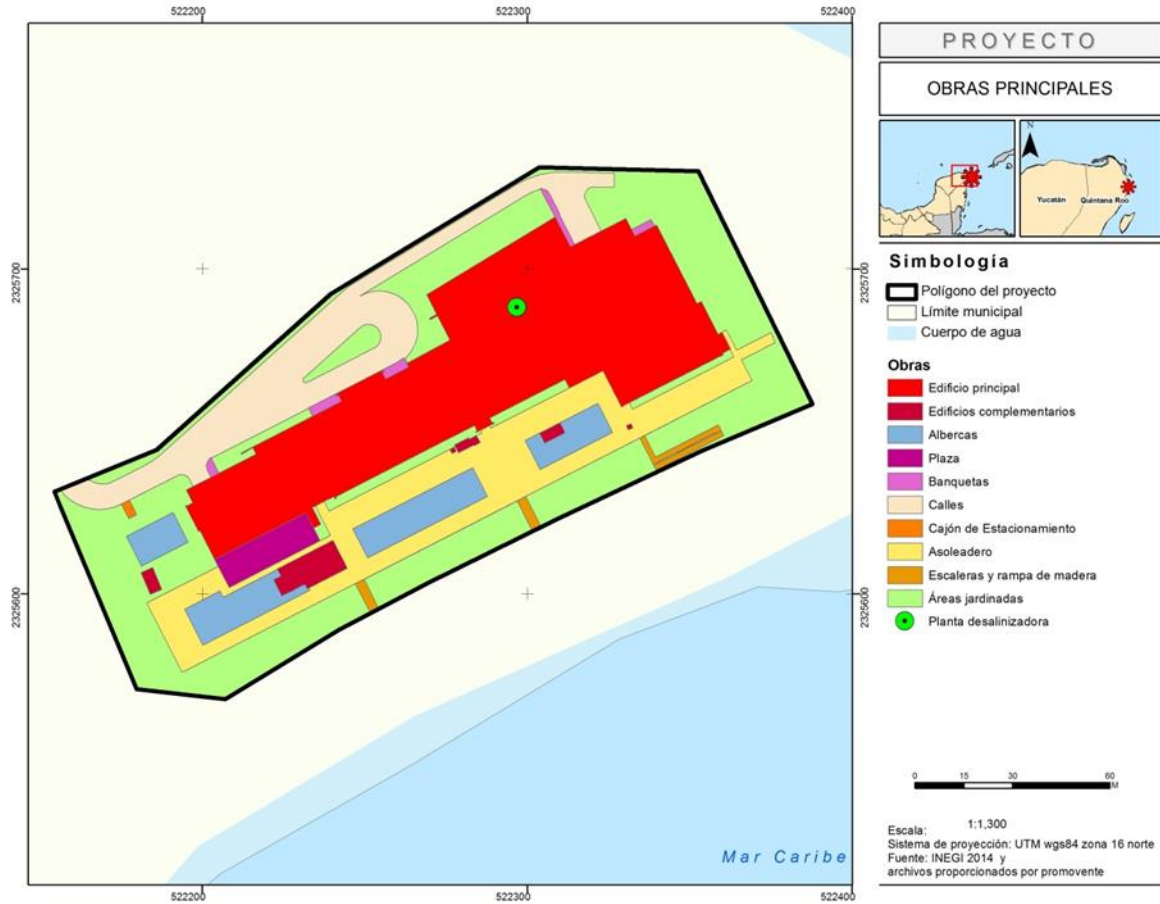 522200
522300
522400
2325700
2325600
2325700
2325600
522200
522300
522400
Mar Caribe
PROYECTO
OBRAS PRINCIPALES
N
Yucatán
Quintana Roo
Simbología
Polígono del proyecto
Límite municipal
Cuerpo de agua
Obras
Edificio principal
Edificios complementarios
Albercas
Plaza
Banquetas
Calles
Cajón de Estacionamiento
Asoleadero
Escaleras y rampa de madera
Áreas jardinadas
Planta desalinizadora
0 15 30 60
M
Escala: 1:1,300
Sistema de proyección: UTM wgs84 zona 16 norte
Fuente: INEGI 2014 y
archivos proporcionados por promovente